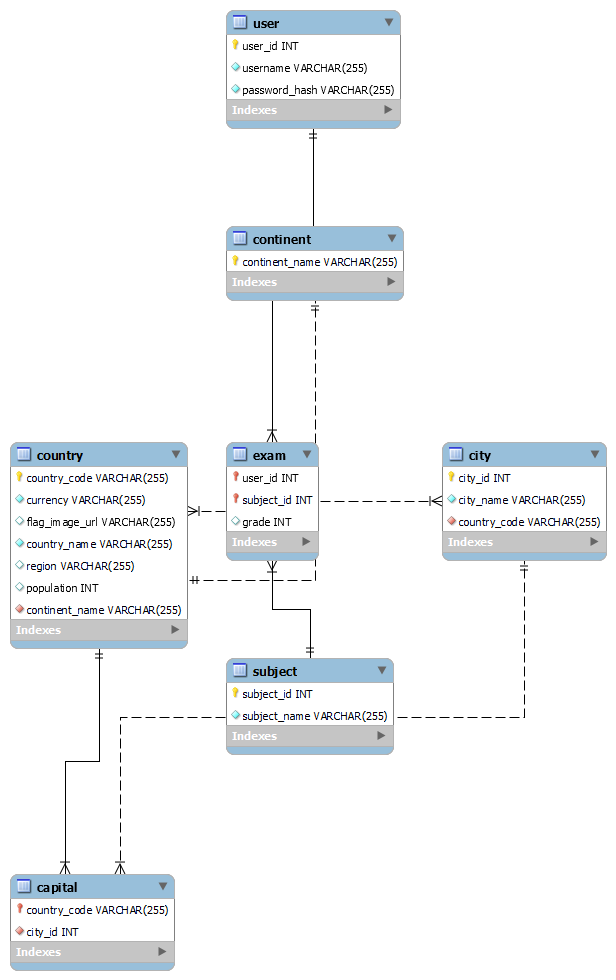 user
user_id INT
username VARCHAR(255)
password_hash VARCHAR(255)
Indexes
continent
continent_name VARCHAR(255)
Indexes
country
country_code VARCHAR(255)
currency VARCHAR(255)
flag_image_url VARCHAR(255)
country_name VARCHAR(255)
region VARCHAR(255)
population INT
continent_name VARCHAR(255)
Indexes
exam
user_id INT
subject_id INT
grade INT
Indexes
city
city_id INT
city_name VARCHAR(255)
country_code VARCHAR(255)
Indexes
subject
subject_id INT
subject_name VARCHAR(255)
Indexes
capital
country_code VARCHAR(255)
city_id INT
Indexes